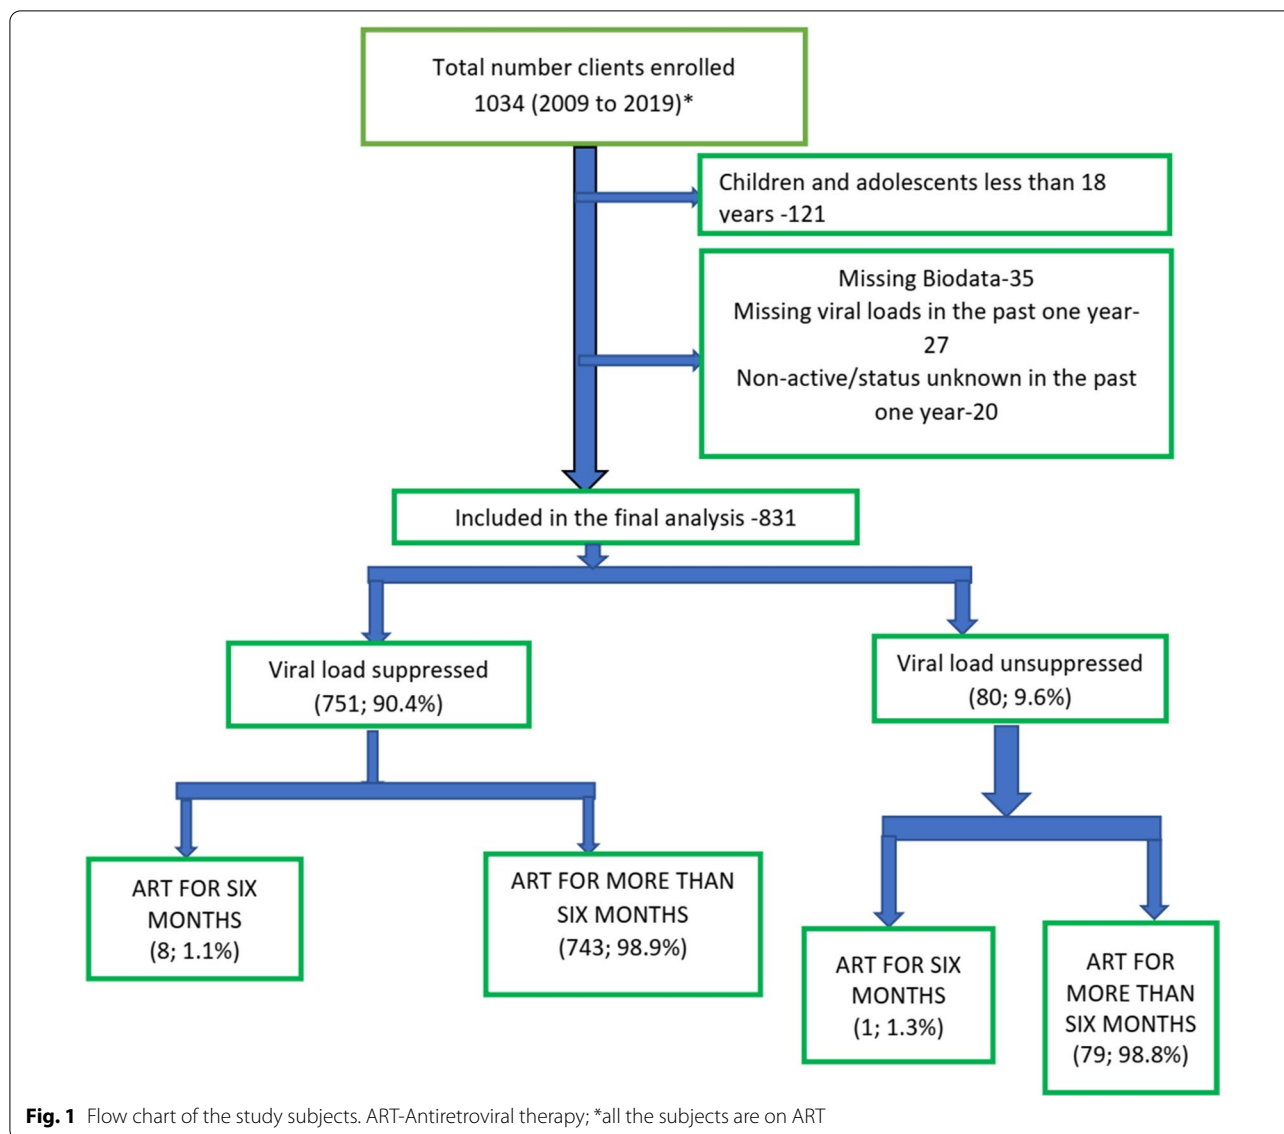 Total number clients enrolled
1034 (2009 to 2019)*
Children and adolescents less than 18
years -121
Missing Biodata-35
Missing viral loads in the past one year-
27
Non-active/status unknown in the past
one year-20
Included in the final analysis -831
Viral load suppressed
(751; 90.4%)
Viral load unsuppressed
(80; 9.6%)
ART FOR SIX
MONTHS
(8; 1.1%)
ART FOR MORE THAN
SIX MONTHS
(743; 98.9%)
ART FOR SIX
MONTHS
(1; 1.3%)
ART FOR
MORE THAN
SIX MONTHS
(79; 98.8%)
Fig. 1 Flow chart of the study subjects. ART-Antiretroviral therapy; *all the subjects are on ART